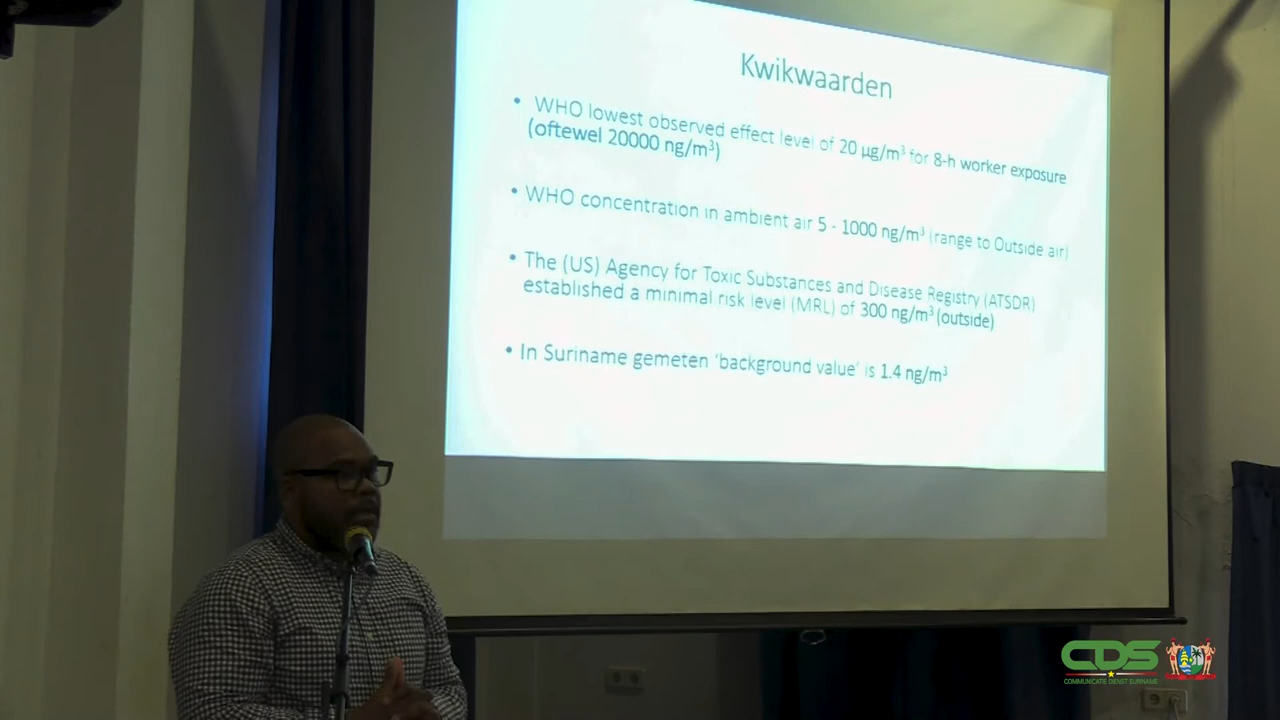 Kwikwaarden
• WHO lowest observed effect level of 20 µg/m³ for 8-h worker exposure
(oftewel 20000 ng/m³)
• WHO concentration in ambient air 5 - 1000 ng/m³ (range to Outside air)
• The (US) Agency for Toxic Substances and Disease Registry (ATSDR)
established a minimal risk level (MRL) of 300 ng/m³ (outside)
• In Suriname gemeten ‘background value’ is 1.4 ng/m³
CDS
COMMUNICATIE DIENST SURINAME